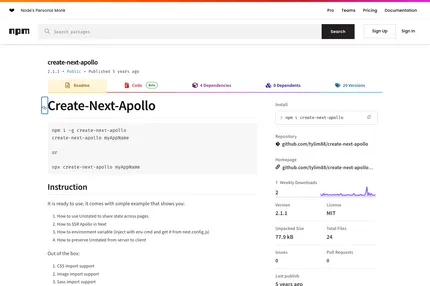 Node's Personal Monk
Pro
Teams
Pricing
Documentation
npm
Search packages
Sign Up
Sign In
create-next-apollo
2.1.1 • Public • Published 5 years ago
Readme
Code
Beta
4 Dependencies
0 Dependents
20 Versions
Create-Next-Apollo
npm i -g create-next-apollo
create-next-apollo myAppName
or
npx create-next-apollo myAppName
Instruction
It is ready to use, it comes with simple example that shows you:
1. How to use Unstated to share state across pages
2. How to SSR Apollo in Next
3. How to environment variable (inject with env-cmd and get it from next.config.js)
4. How to preserve Unstated from server to client
Out of the box:
1. CSS import support
2. Image import support
3. Sass import support
Install
> npm i create-next-apollo
Repository
github.com/tylim88/create-next-apollo
Homepage
github.com/tylim88/create-next-apollo...
Weekly Downloads
2
Version
2.1.1
License
MIT
Unpacked Size
77.9 kB
Total Files
24
Issues
0
Pull Requests
0
Last publish
5 years ago